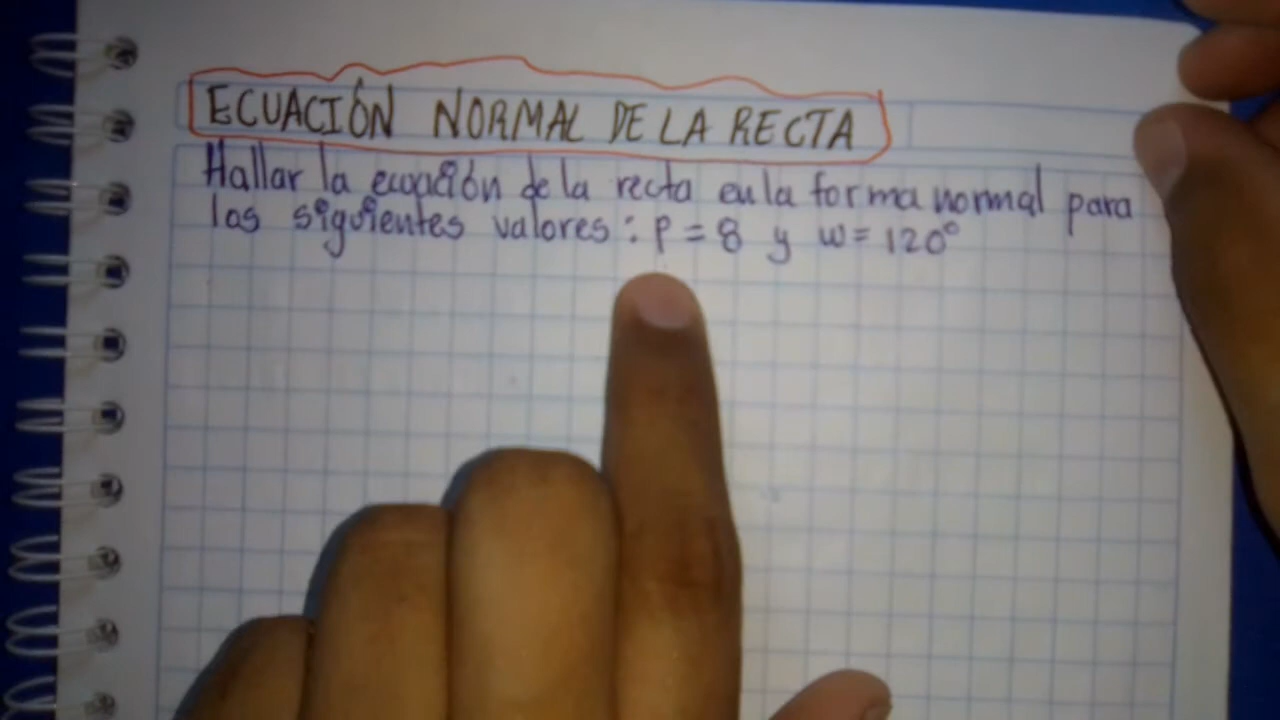 ECUACIÓN NORMAL DE LA RECTA
Hallar la ecuación de la recta en la forma normal para
los siguientes valores: p = 8 y w = 120°